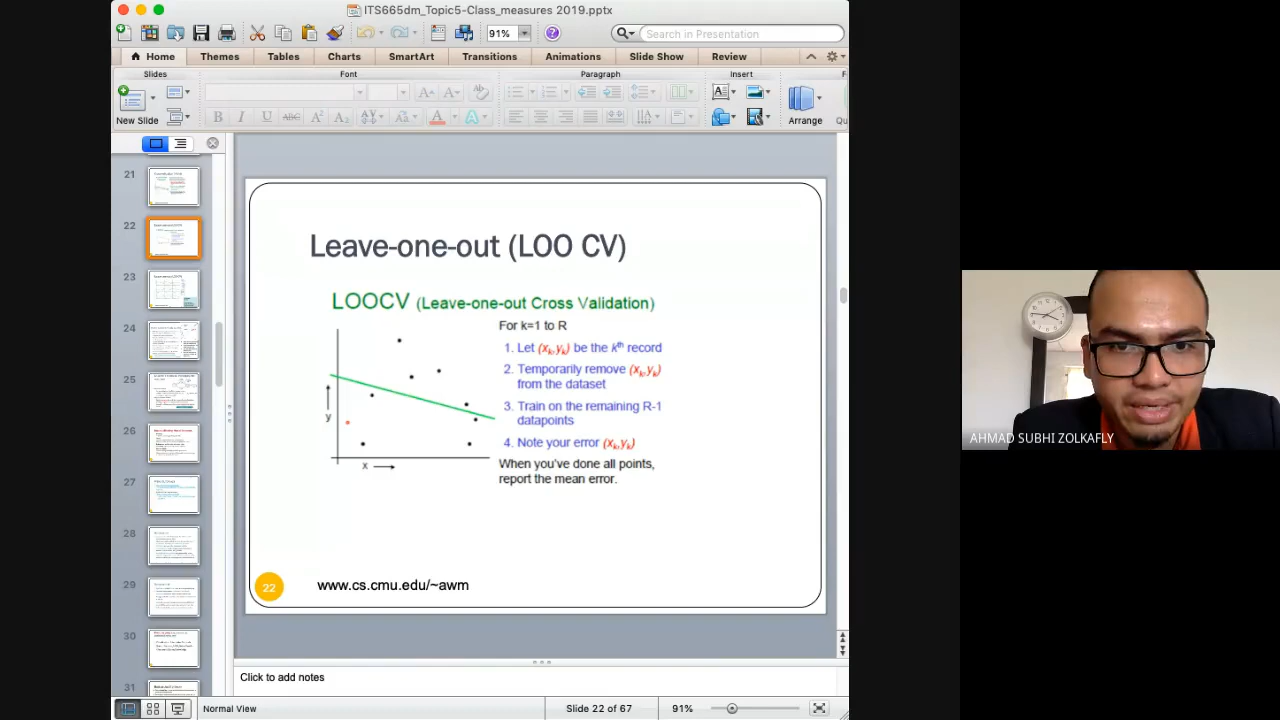 ITS665dm_Topic5-Class_measures 2019.pptx
91%
Search in Presentation
Home Themes Tables Charts SmartArt Transitions Animations Slide Show Review
Slides Font Paragraph Insert
New Slide
Arrange
21
22
23
24
25
26
27
28
29
30
31
Leave-one-out (LOO CV)
LOOCV (Leave-one-out Cross Validation)
For k=1 to R
1. Let (xk,yk) be the kth record
2. Temporarily remove (xk,yk)
from the dataset
3. Train on the remaining R-1
datapoints
4. Note your error (xk,yk)
When you've done all points,
report the mean error.
y
x
22
www.cs.cmu.edu/~awm
Click to add notes
Normal View Slide 22 of 67 91%
AHMAD SUBHI ZOLKAFLY